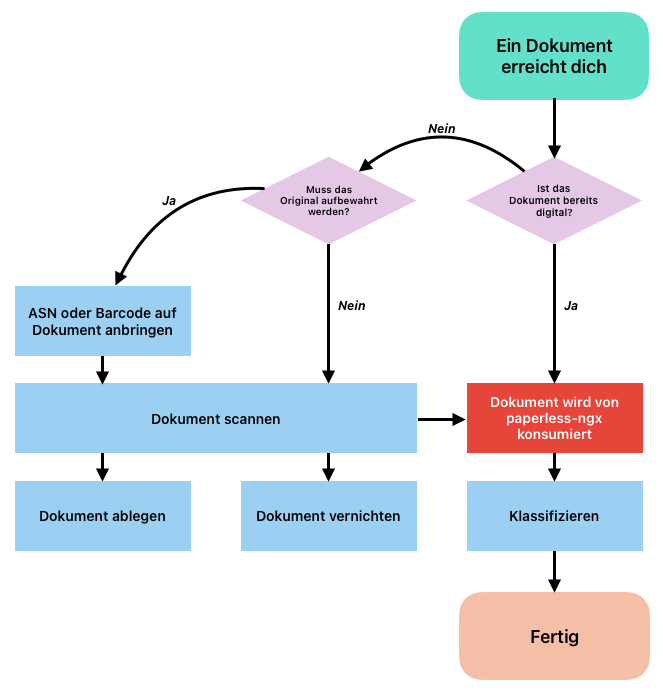 Ein Dokument
erreicht dich
Nein
Muss das
Original aufbewahrt
werden?
Ist das
Dokument bereits
digital?
Ja
Nein
Ja
ASN oder Barcode auf
Dokument anbringen
Dokument scannen
Dokument wird von
paperless-ngx
konsumiert
Dokument ablegen
Dokument vernichten
Klassifizieren
Fertig